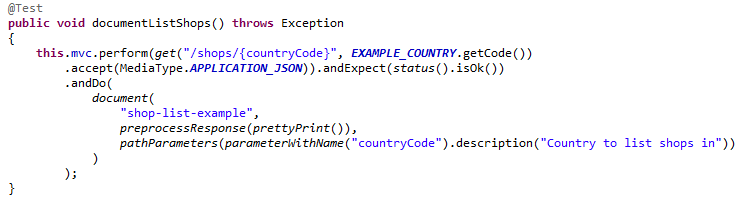 @Test
public void documentListShops() throws Exception
{
    this.mvc.perform(get("/shops/{countryCode}", EXAMPLE_COUNTRY.getCode())
        .accept(MediaType.APPLICATION_JSON)).andExpect(status().isOk())
        .andDo(
            document(
                "shop-list-example",
                preprocessResponse(prettyPrint()),
                pathParameters(parameterWithName("countryCode").description("Country to list shops in"))
            )
        );
}